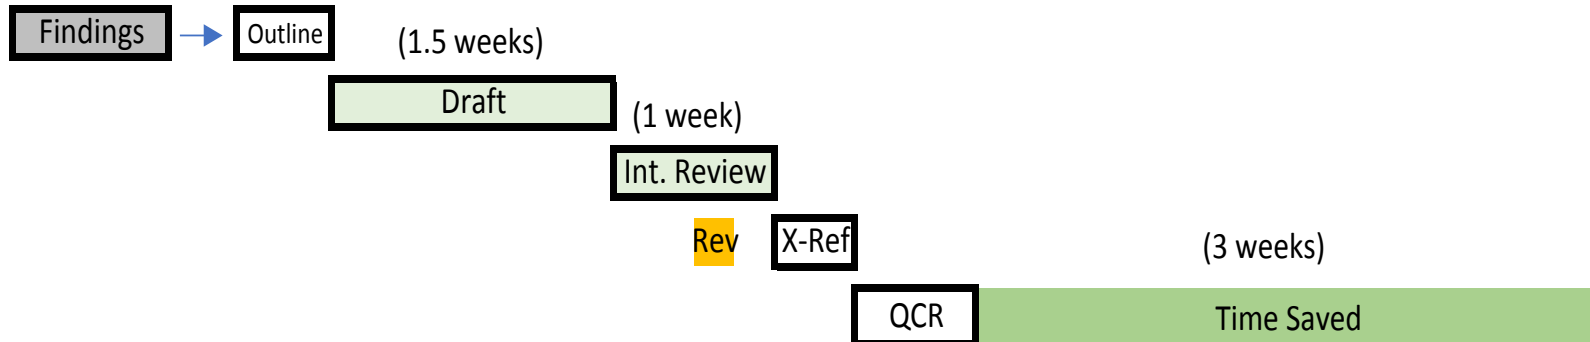 Findings
Outline
(1.5 weeks)
Draft
(1 week)
Int. Review
Rev
X-Ref
(3 weeks)
QCR
Time Saved